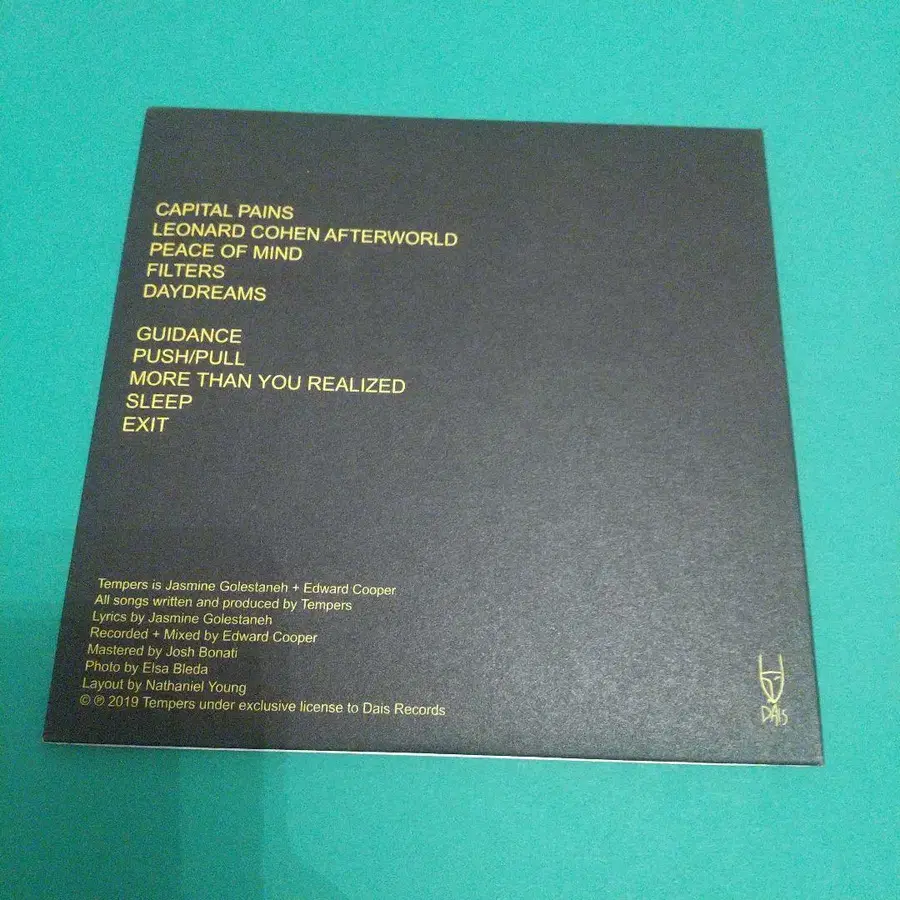 CAPITAL PAINS
LEONARD COHEN AFTERWORLD
PEACE OF MIND
FILTERS
DAYDREAMS
GUIDANCE
PUSH/PULL
MORE THAN YOU REALIZED
SLEEP
EXIT
Tempers is Jasmine Golestaneh + Edward Cooper
All songs written and produced by Tempers
Lyrics by Jasmine Golestaneh
Recorded + Mixed by Edward Cooper
Mastered by Josh Bonati
Photo by Elsa Bleda
Layout by Nathaniel Young
© ℗ 2019 Tempers under exclusive license to Dais Records
DAIS